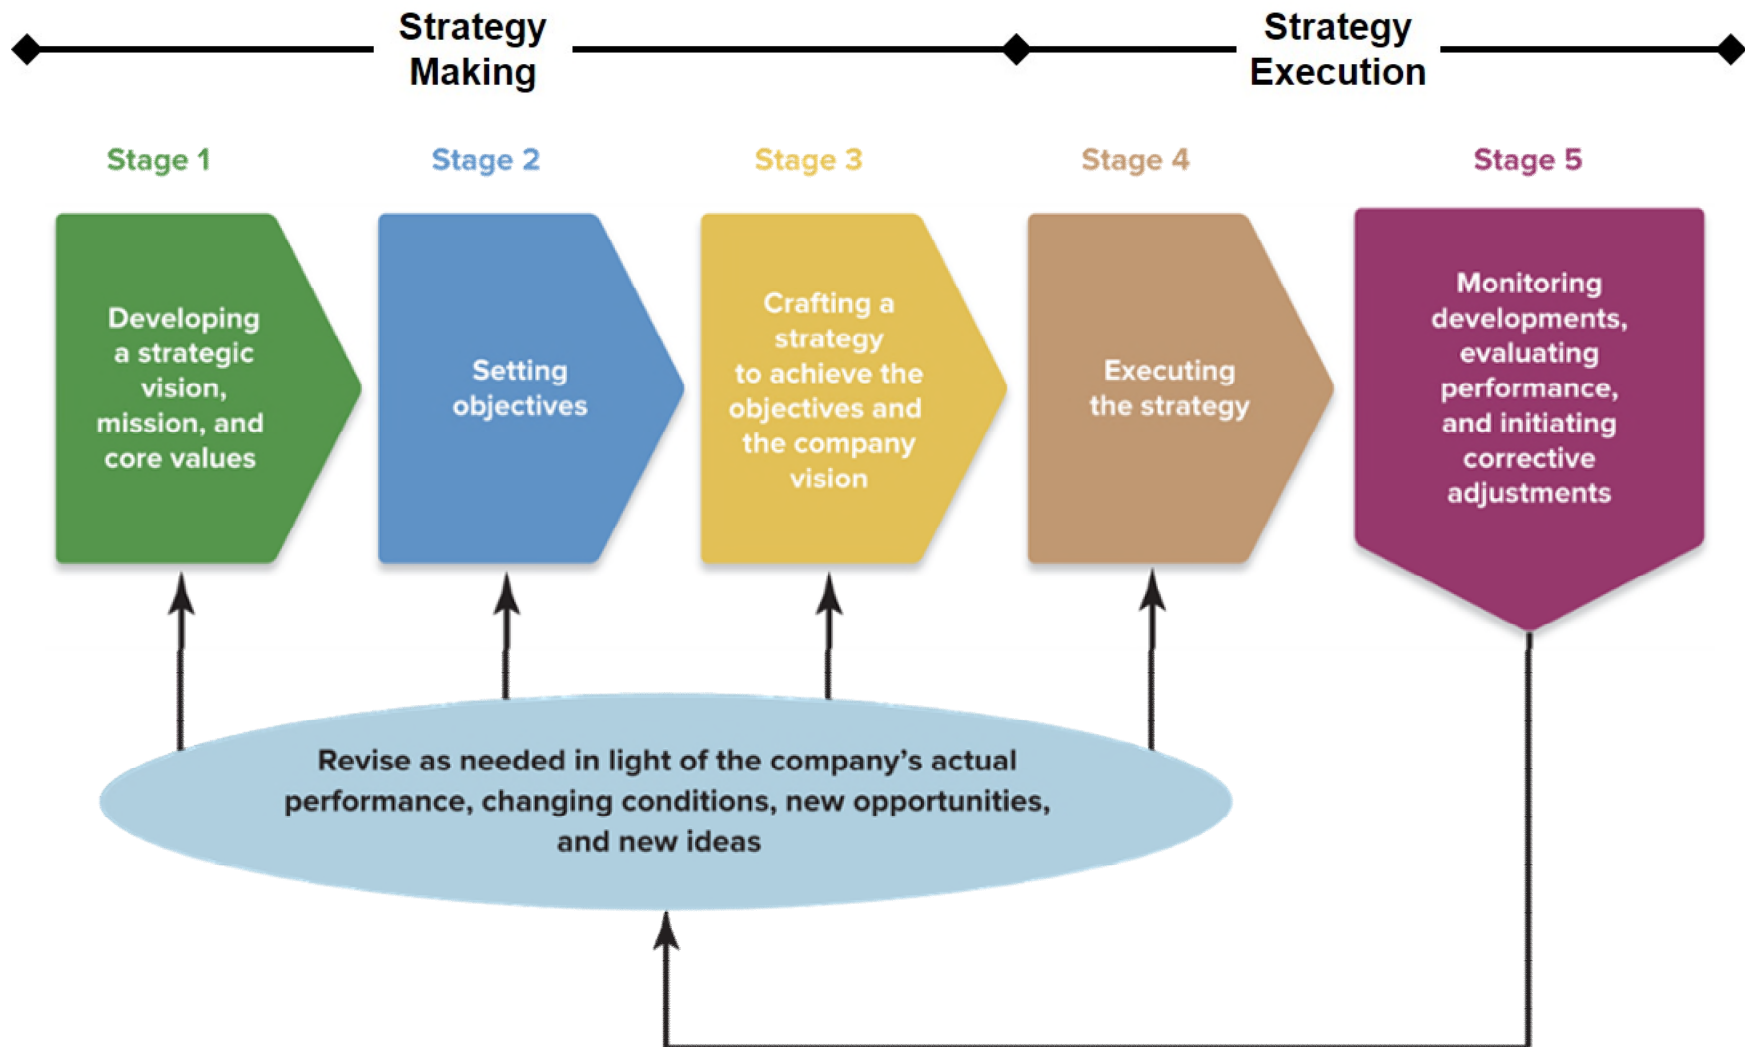 Strategy
Making
Strategy
Execution
Stage 1
Stage 2
Stage 3
Stage 4
Stage 5
Developing
a strategic
vision,
mission, and
core values
Setting
objectives
Crafting a
strategy
to achieve the
objectives and
the company
vision
Executing
the strategy
Monitoring
developments,
evaluating
performance,
and initiating
corrective
adjustments
Revise as needed in light of the company's actual
performance, changing conditions, new opportunities,
and new ideas